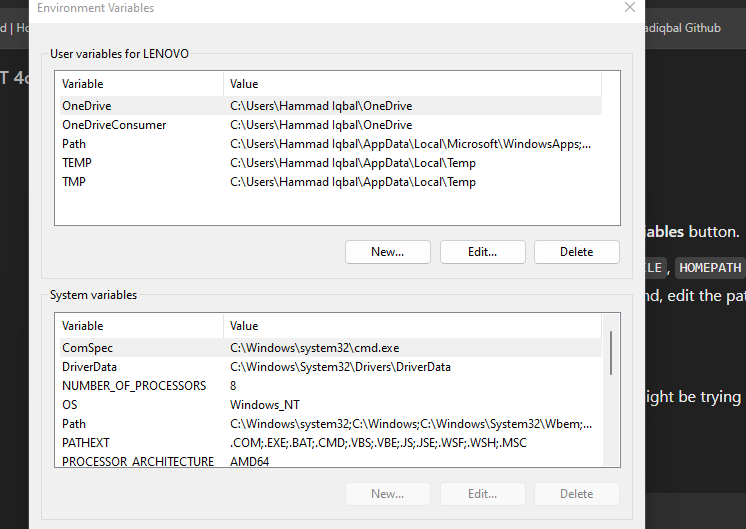 Environment Variables
d | Ho
adiqbal Github
T 4o
User variables for LENOVO
Variable Value
OneDrive C:\Users\Hammad Iqbal\OneDrive
OneDriveConsumer C:\Users\Hammad Iqbal\OneDrive
Path C:\Users\Hammad Iqbal\AppData\Local\Microsoft\WindowsApps;...
TEMP C:\Users\Hammad Iqbal\AppData\Local\Temp
TMP C:\Users\Hammad Iqbal\AppData\Local\Temp
iables button.
New... Edit... Delete
LE, HOMEPATH
nd, edit the pat
System variables
Variable Value
ComSpec C:\Windows\system32\cmd.exe
DriverData C:\Windows\System32\Drivers\DriverData
NUMBER_OF_PROCESSORS 8
OS Windows_NT
ight be trying
Path C:\Windows\system32;C:\Windows;C:\Windows\System32\Wbem;...
PATHEXT .COM;.EXE;.BAT;.CMD;.VBS;.VBE;.JS;.JSE;.WSF;.WSH;.MSC
PROCESSOR_ARCHITECTURE AMD64
New... Edit... Delete